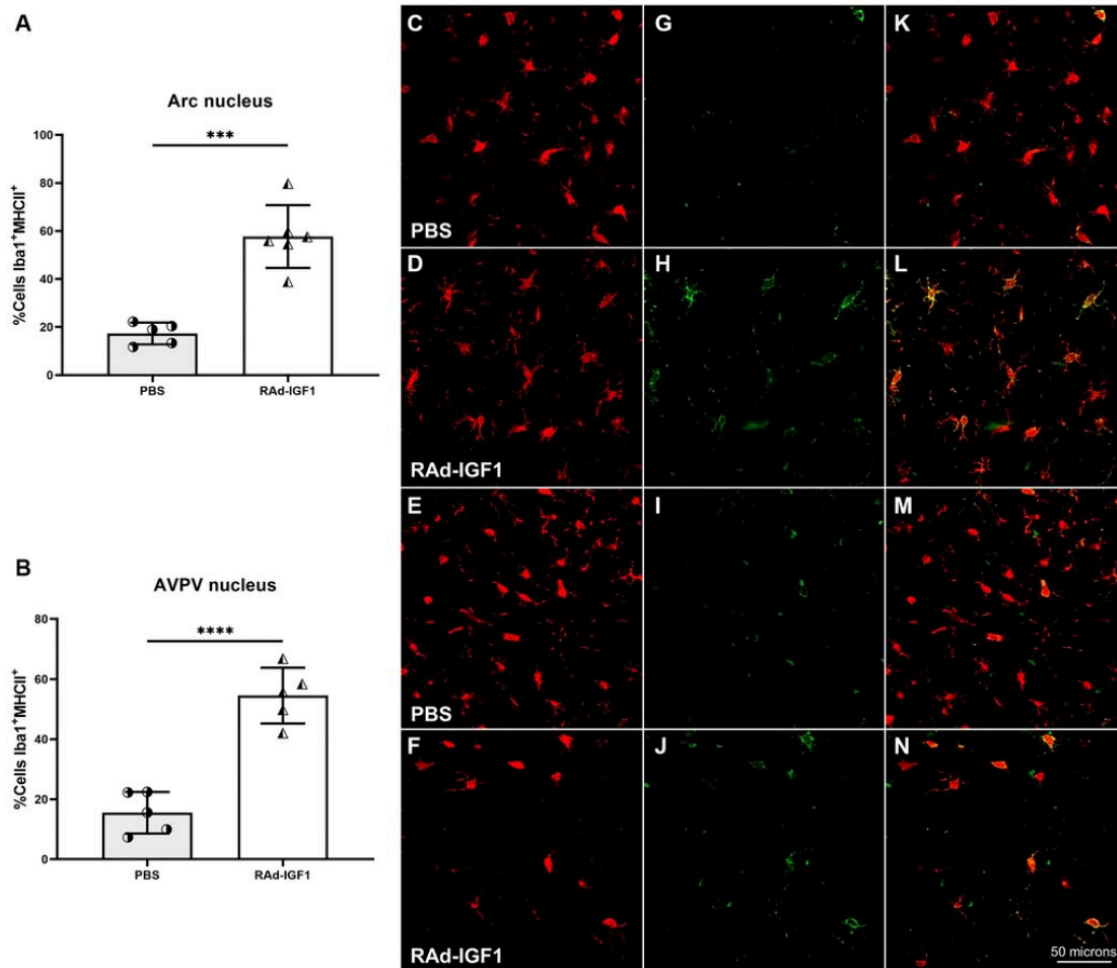 A
Arc nucleus
***
%Cells Iba1⁺MHCII⁺
100
80
60
40
20
0
PBS
RAd-IGF1
B
AVPV nucleus
****
%Cells Iba1⁺MHCII⁺
80
60
40
20
0
PBS
RAd-IGF1
C
G
K
PBS
D
H
L
RAd-IGF1
E
I
M
PBS
F
J
N
RAd-IGF1
50 microns